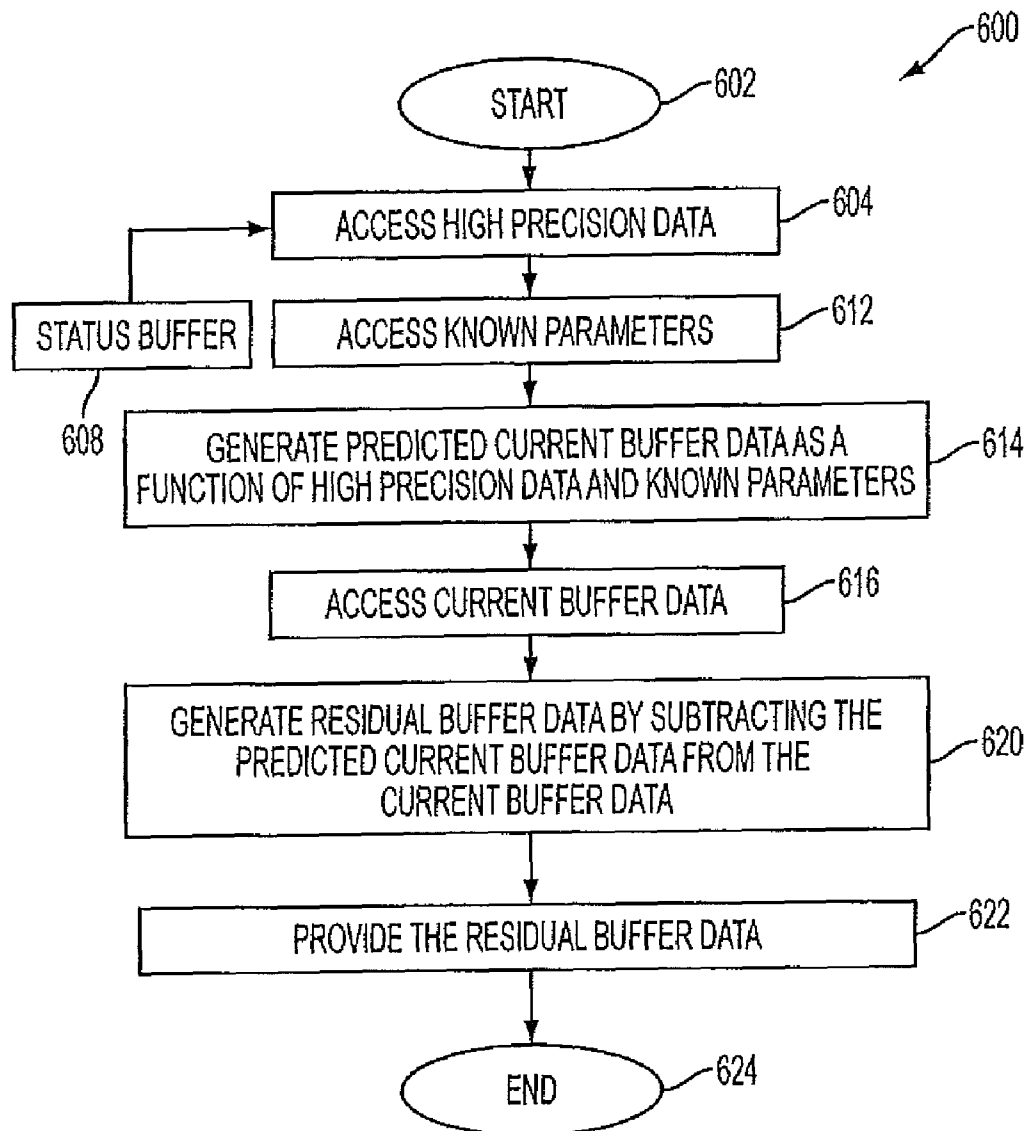 600
START
602
ACCESS HIGH PRECISION DATA
604
STATUS BUFFER
608
ACCESS KNOWN PARAMETERS
612
GENERATE PREDICTED CURRENT BUFFER DATA AS A
FUNCTION OF HIGH PRECISION DATA AND KNOWN PARAMETERS
614
ACCESS CURRENT BUFFER DATA
616
GENERATE RESIDUAL BUFFER DATA BY SUBTRACTING THE
PREDICTED CURRENT BUFFER DATA FROM THE
CURRENT BUFFER DATA
620
PROVIDE THE RESIDUAL BUFFER DATA
622
END
624